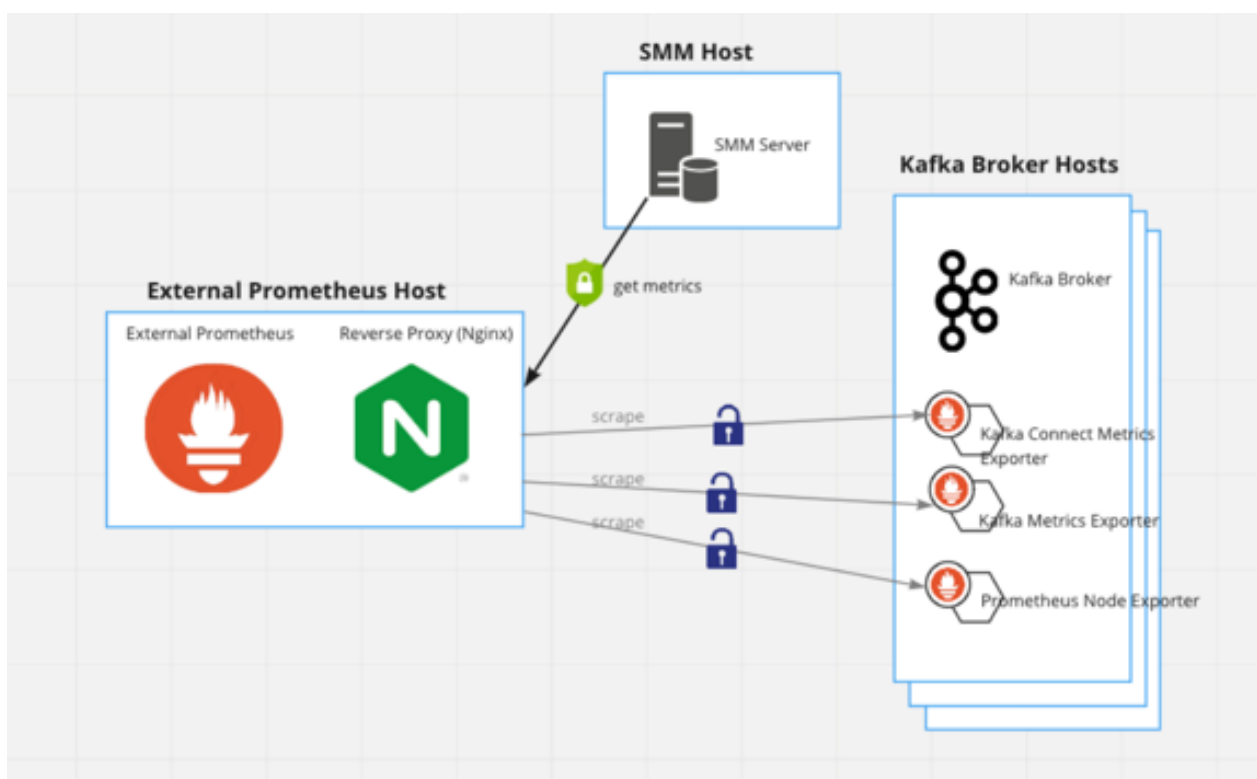 SMM Host
SMM Server
Kafka Broker Hosts
Kafka Broker
get metrics
External Prometheus Host
External Prometheus
Reverse Proxy (Nginx)
N
scrape
Kafka Connect Metrics
Exporter
scrape
Kafka Metrics Exporter
scrape
Prometheus Node Exporter